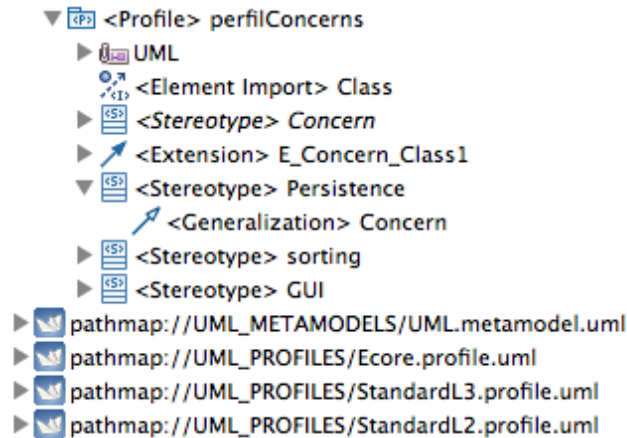 <Profile> perfilConcerns
UML
<Element Import> Class
<Stereotype> Concern
<Extension> E_Concern_Class1
<Stereotype> Persistence
<Generalization> Concern
<Stereotype> sorting
<Stereotype> GUI
pathmap://UML_METAMODELS/UML.metamodel.uml
pathmap://UML_PROFILES/Ecore.profile.uml
pathmap://UML_PROFILES/StandardL3.profile.uml
pathmap://UML_PROFILES/StandardL2.profile.uml